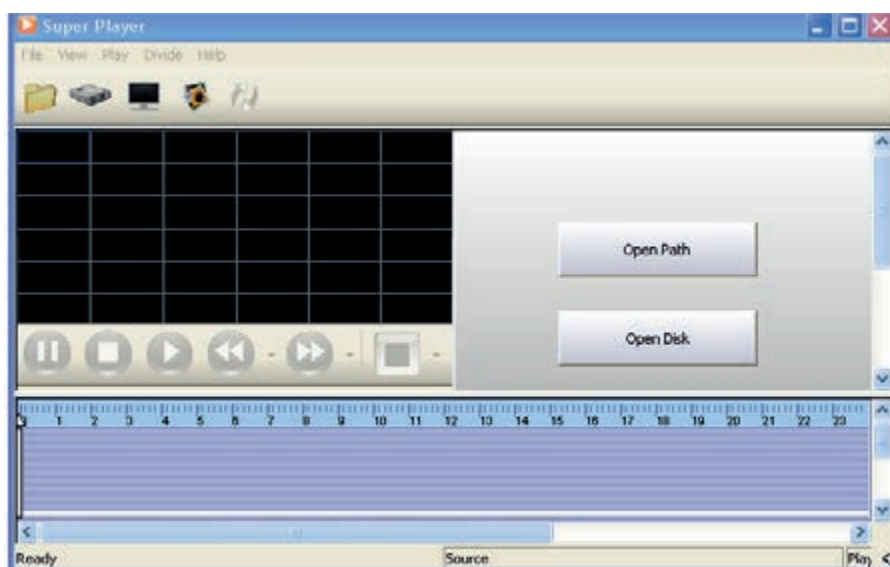 Super Player
File View Play Divide Help
Open Path
Open Disk
1 2 3 4 5 6 7 8 9 10 11 12 13 14 15 16 17 18 19 20 21 22 23
Ready Source Play